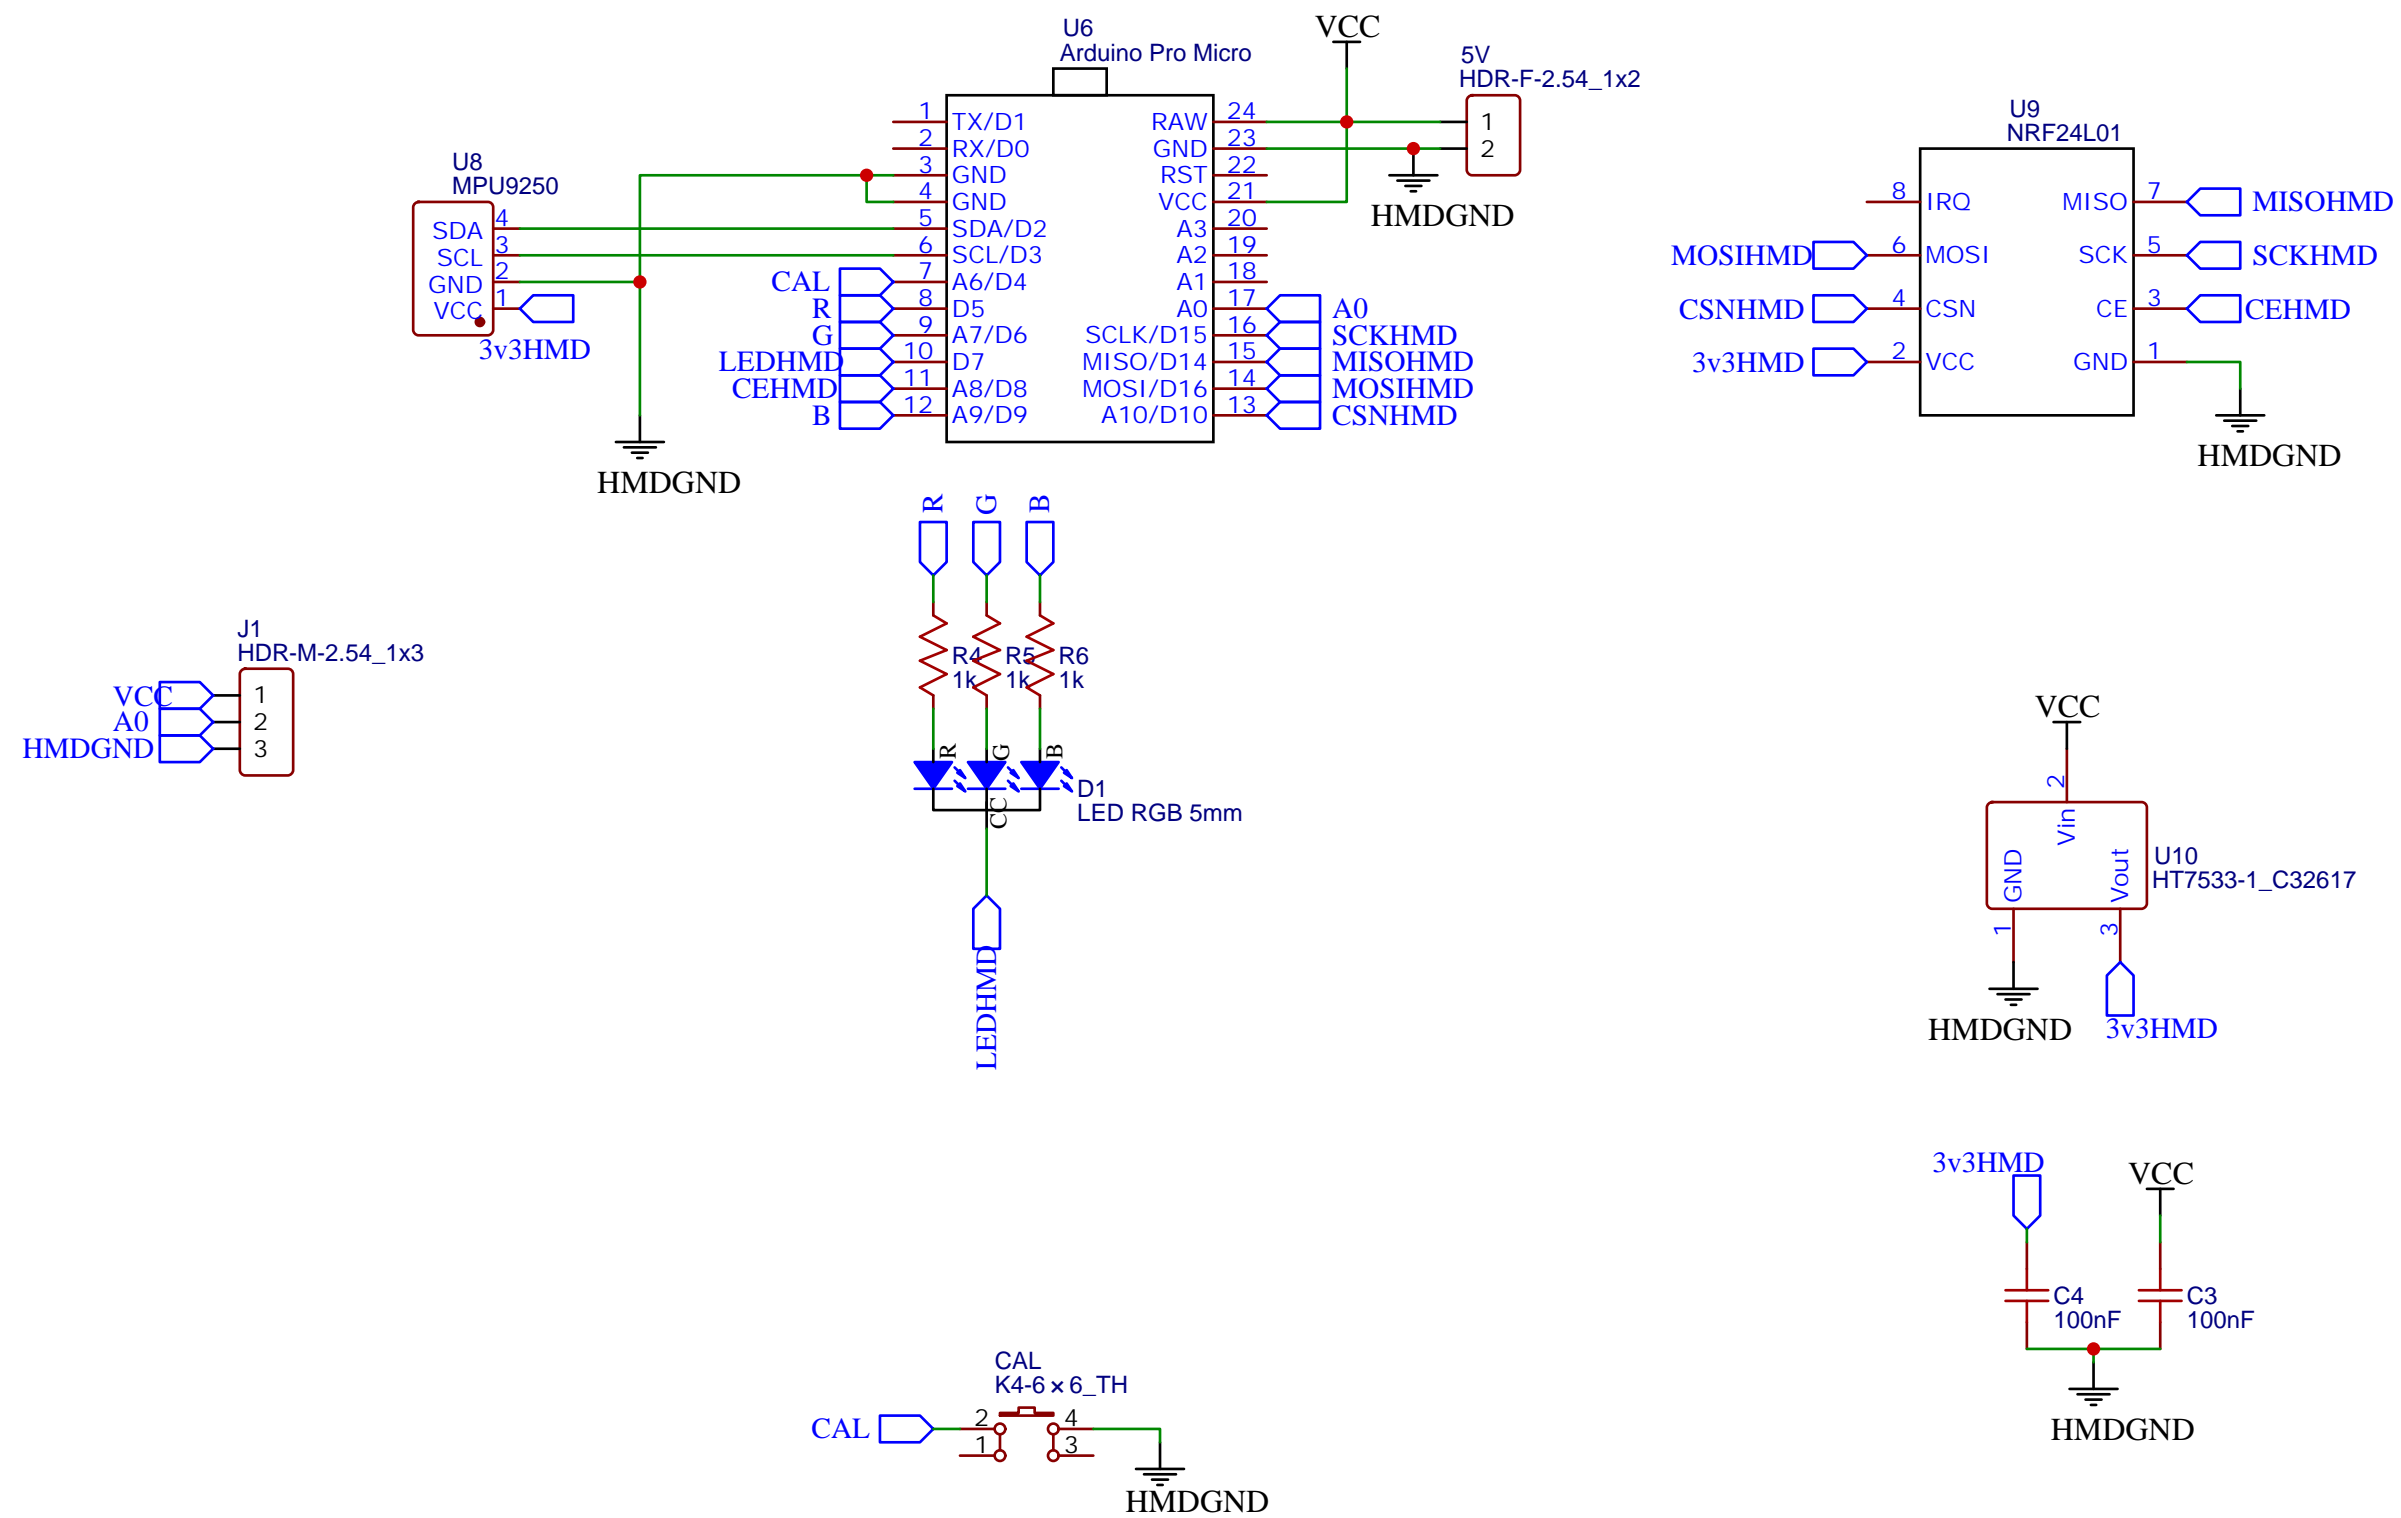 U6
Arduino Pro Micro
1 TX/D1
2 RX/D0
3 GND
4 GND
5 SDA/D2
6 SCL/D3
7 A6/D4
8 D5
9 A7/D6
10 D7
11 A8/D8
12 A9/D9
RAW 24
GND 23
RST 22
VCC 21
A3 20
A2 19
A1 18
A0 17
SCLK/D15 16
MISO/D14 15
MOSI/D16 14
A10/D10 13
CAL
R
G
LEDHMD
CEHMD
B
A0
SCKHMD
MISOHMD
MOSIHMD
CSNHMD
VCC
5V
HDR-F-2.54_1x2
1
2
HMDGND
U8
MPU9250
SDA 4
SCL 3
GND 2
VCC 1
3v3HMD
HMDGND
U9
NRF24L01
8 IRQ
6 MOSI
4 CSN
2 VCC
MISO 7
SCK 5
CE 3
GND 1
MOSIHMD
CSNHMD
3v3HMD
MISOHMD
SCKHMD
CEHMD
HMDGND
R G B
R4
1k
R5
1k
R6
1k
R G B
CC
D1
LED RGB 5mm
LEDHMD
J1
HDR-M-2.54_1x3
VCC 1
A0 2
HMDGND 3
VCC
2
Vin
GND
Vout
U10
HT7533-1_C32617
1
3
HMDGND
3v3HMD
3v3HMD
VCC
C4
100nF
C3
100nF
HMDGND
CAL
K4-6×6_TH
CAL
2 4
1 3
HMDGND